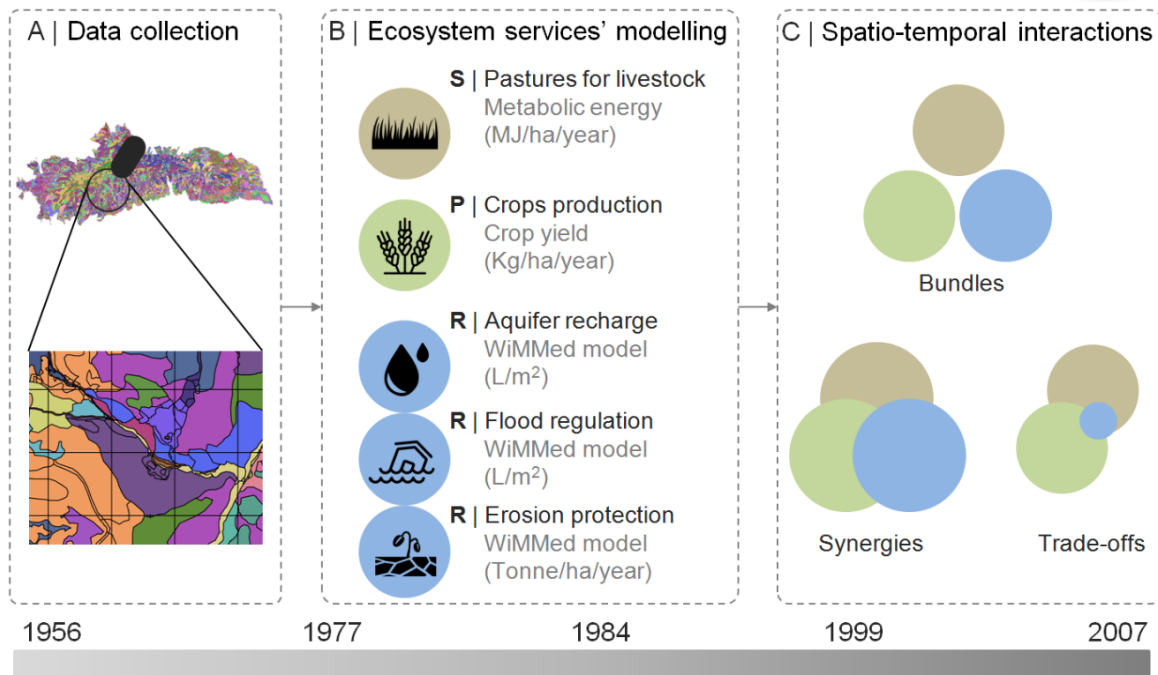 A | Data collection
B | Ecosystem services' modelling
S | Pastures for livestock
Metabolic energy
(MJ/ha/year)
P | Crops production
Crop yield
(Kg/ha/year)
R | Aquifer recharge
WiMMed model
(L/m²)
R | Flood regulation
WiMMed model
(L/m²)
R | Erosion protection
WiMMed model
(Tonne/ha/year)
C | Spatio-temporal interactions
Bundles
Synergies
Trade-offs
1956
1977
1984
1999
2007